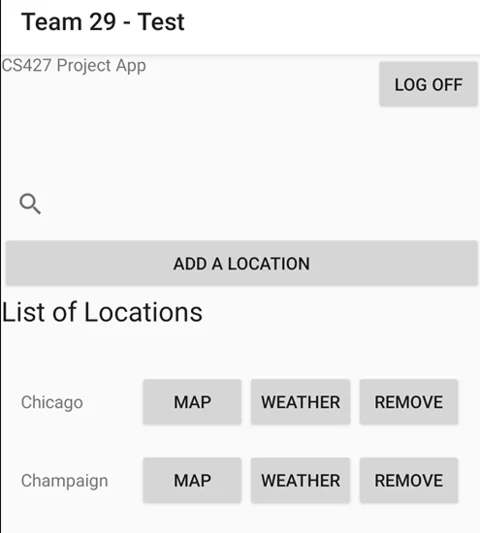 Team 29 - Test
CS427 Project App
LOG OFF
ADD A LOCATION
List of Locations
Chicago MAP WEATHER REMOVE
Champaign MAP WEATHER REMOVE